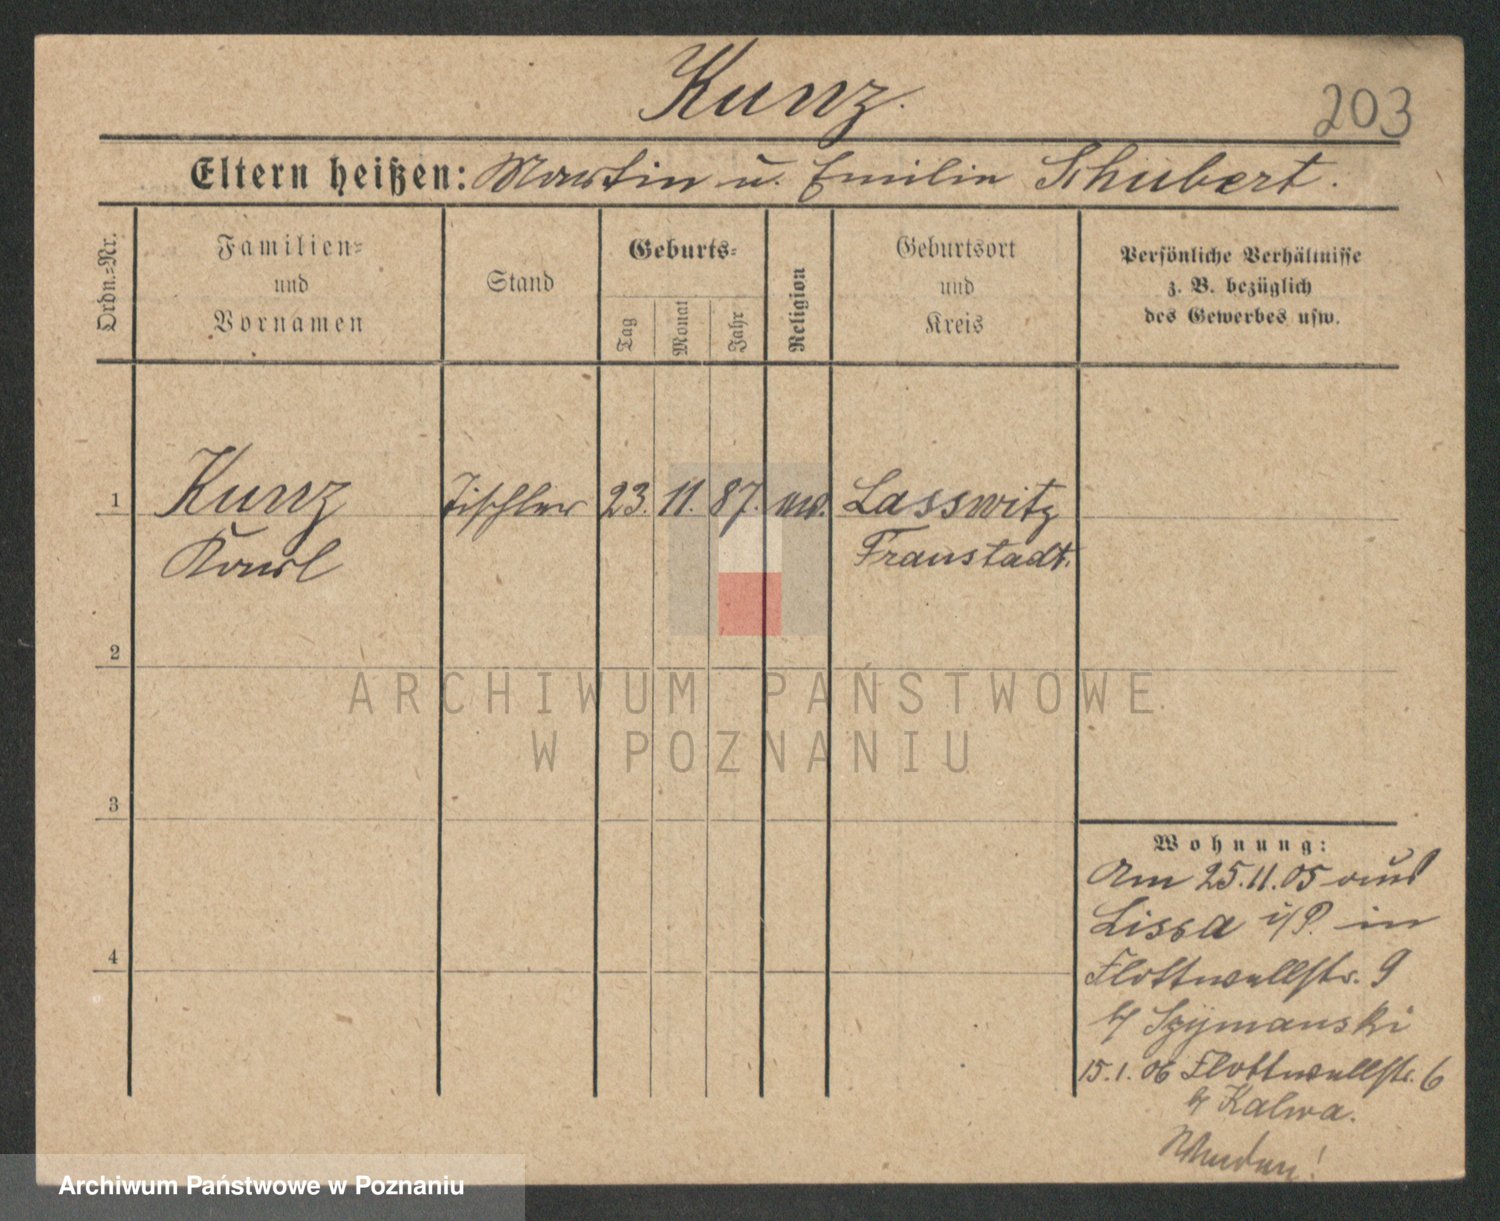 Kunz.
203
Eltern heißen: Martin u. Emilie Schubert.
Ordn.=Nr.
Familien=
und
Vornamen
Stand
Geburts=
Tag
Monat
Jahr
Religion
Geburtsort
und
Kreis
Persönliche Verhältnisse
z. B. bezüglich
des Gewerbes usw.
1
Kunz
Karl
Tischler
23. 11. 87.
ev.
Lasswitz
Fraustadt.
2
3
4
Wohnung:
Am 25.11.05 aus
Lissa i/P. in
Flottwellstr. 9
b/ Szymanski
15.1.06 Flottwellstr. 6
b/ Kalwa.
ARCHIWUM PAŃSTWOWE
W POZNANIU
Archiwum Państwowe w Poznaniu